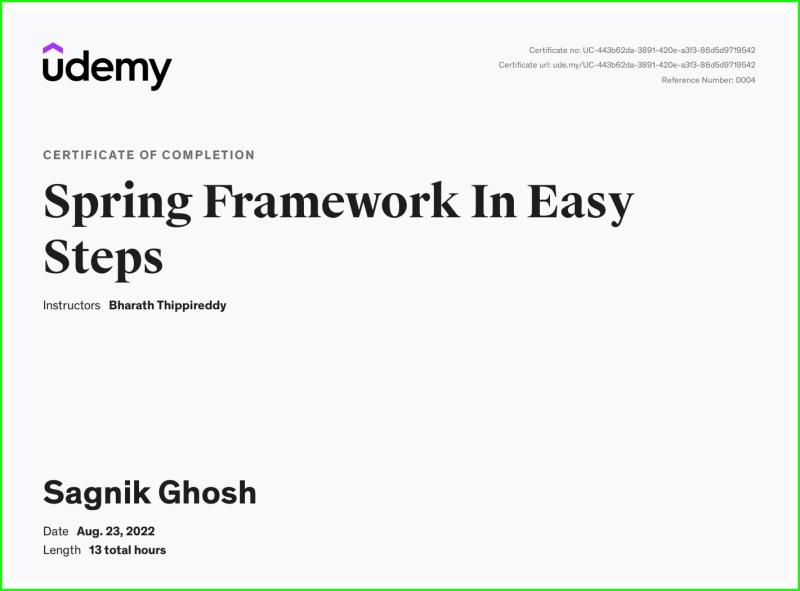 udemy
Certificate no: UC-443b62da-3891-420e-a3f3-86d5d9719542
Certificate url: ude.my/UC-443b62da-3891-420e-a3f3-86d5d9719542
Reference Number: 0004
CERTIFICATE OF COMPLETION
Spring Framework In Easy
Steps
Instructors Bharath Thippireddy
Sagnik Ghosh
Date Aug. 23, 2022
Length 13 total hours